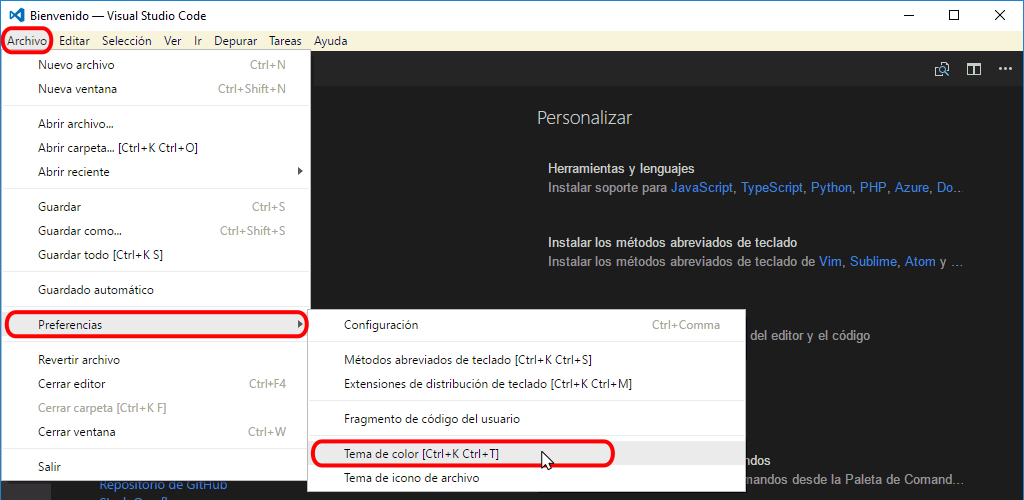 Bienvenido — Visual Studio Code
Archivo Editar Selección Ver Ir Depurar Tareas Ayuda
Nuevo archivo Ctrl+N
Nueva ventana Ctrl+Shift+N
Abrir archivo...
Abrir carpeta... [Ctrl+K Ctrl+O]
Abrir reciente
Guardar Ctrl+S
Guardar como... Ctrl+Shift+S
Guardar todo [Ctrl+K S]
Guardado automático
Preferencias
Revertir archivo
Cerrar editor Ctrl+F4
Cerrar carpeta [Ctrl+K F]
Cerrar ventana Ctrl+W
Salir
Repositorio de GitHub
Configuración Ctrl+Comma
Métodos abreviados de teclado [Ctrl+K Ctrl+S]
Extensiones de distribución de teclado [Ctrl+K Ctrl+M]
Fragmento de código del usuario
Tema de color [Ctrl+K Ctrl+T]
Tema de icono de archivo
Personalizar
Herramientas y lenguajes
Instalar soporte para JavaScript, TypeScript, Python, PHP, Azure, Do...
Instalar los métodos abreviados de teclado
Instalar los métodos abreviados de teclado de Vim, Sublime, Atom y ...
del editor y el código
ndos
mandos desde la Paleta de Comand...